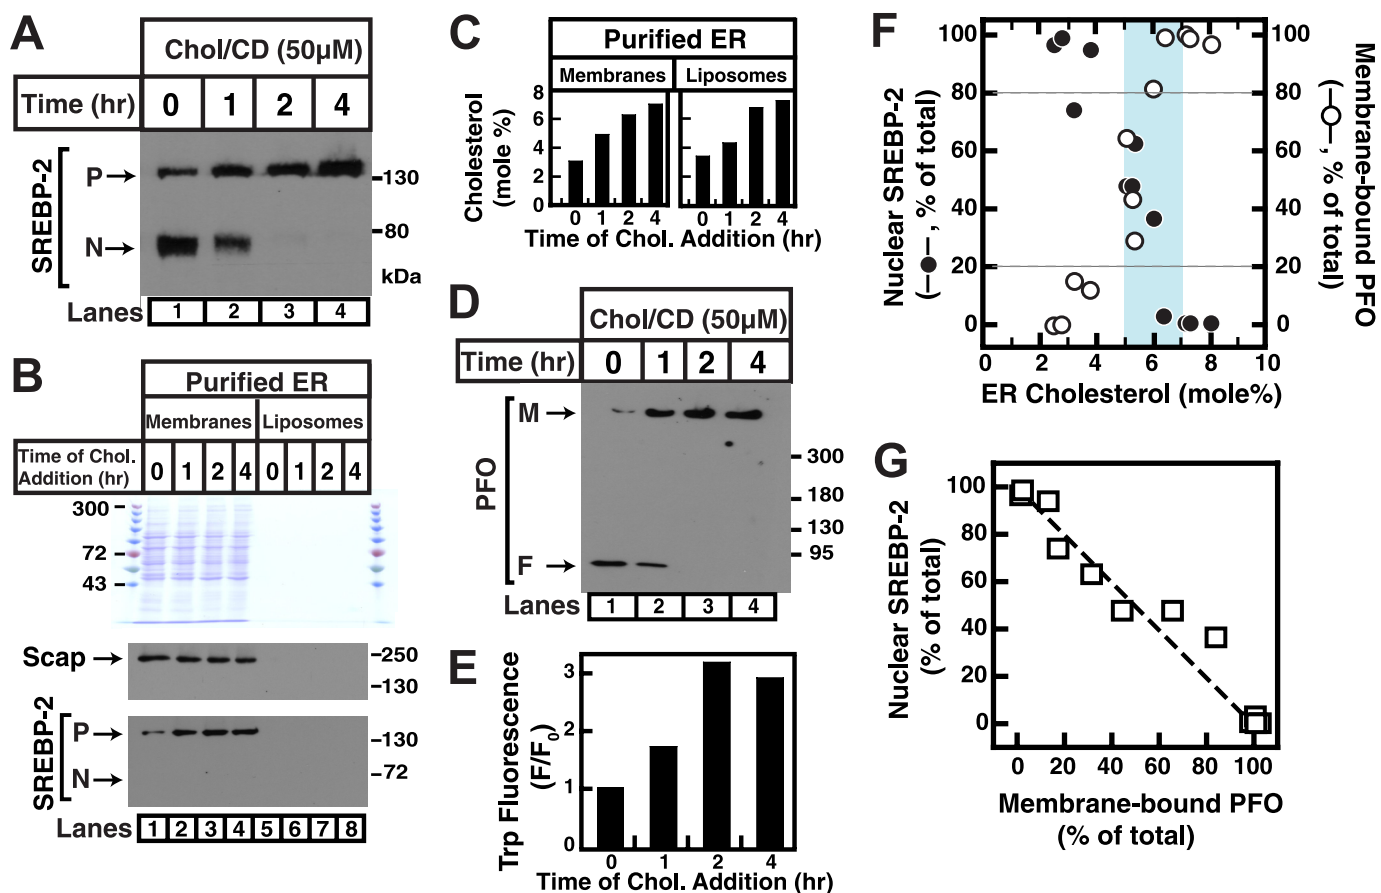 A
Chol/CD (50μM)
Time (hr) 0 1 2 4
SREBP-2
P
N
130
80
kDa
Lanes 1 2 3 4
B
Purified ER
Membranes Liposomes
Time of Chol.
Addition (hr)
0 1 2 4 0 1 2 4
300
72
43
Scap
250
130
SREBP-2
P
N
130
72
Lanes 1 2 3 4 5 6 7 8
C
Purified ER
Membranes Liposomes
Cholesterol
(mole %)
8
6
4
2
0
0 1 2 4 0 1 2 4
Time of Chol. Addition (hr)
D
Chol/CD (50μM)
Time (hr) 0 1 2 4
PFO
M
F
300
180
130
95
Lanes 1 2 3 4
E
Trp Fluorescence
(F/F0)
3
2
1
0
0 1 2 4
Time of Chol. Addition (hr)
F
Nuclear SREBP-2
(—●—, % of total)
100
80
60
40
20
0
100
80
60
40
20
0
Membrane-bound PFO
(—○—, % of total)
0 2 4 6 8 10
ER Cholesterol (mole%)
G
Nuclear SREBP-2
(% of total)
100
80
60
40
20
0
0 20 40 60 80 100
Membrane-bound PFO
(% of total)